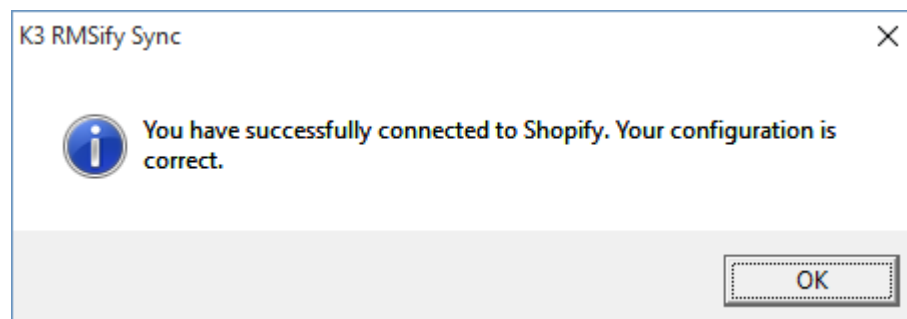 K3 RMSify Sync
You have successfully connected to Shopify. Your configuration is
correct.
OK